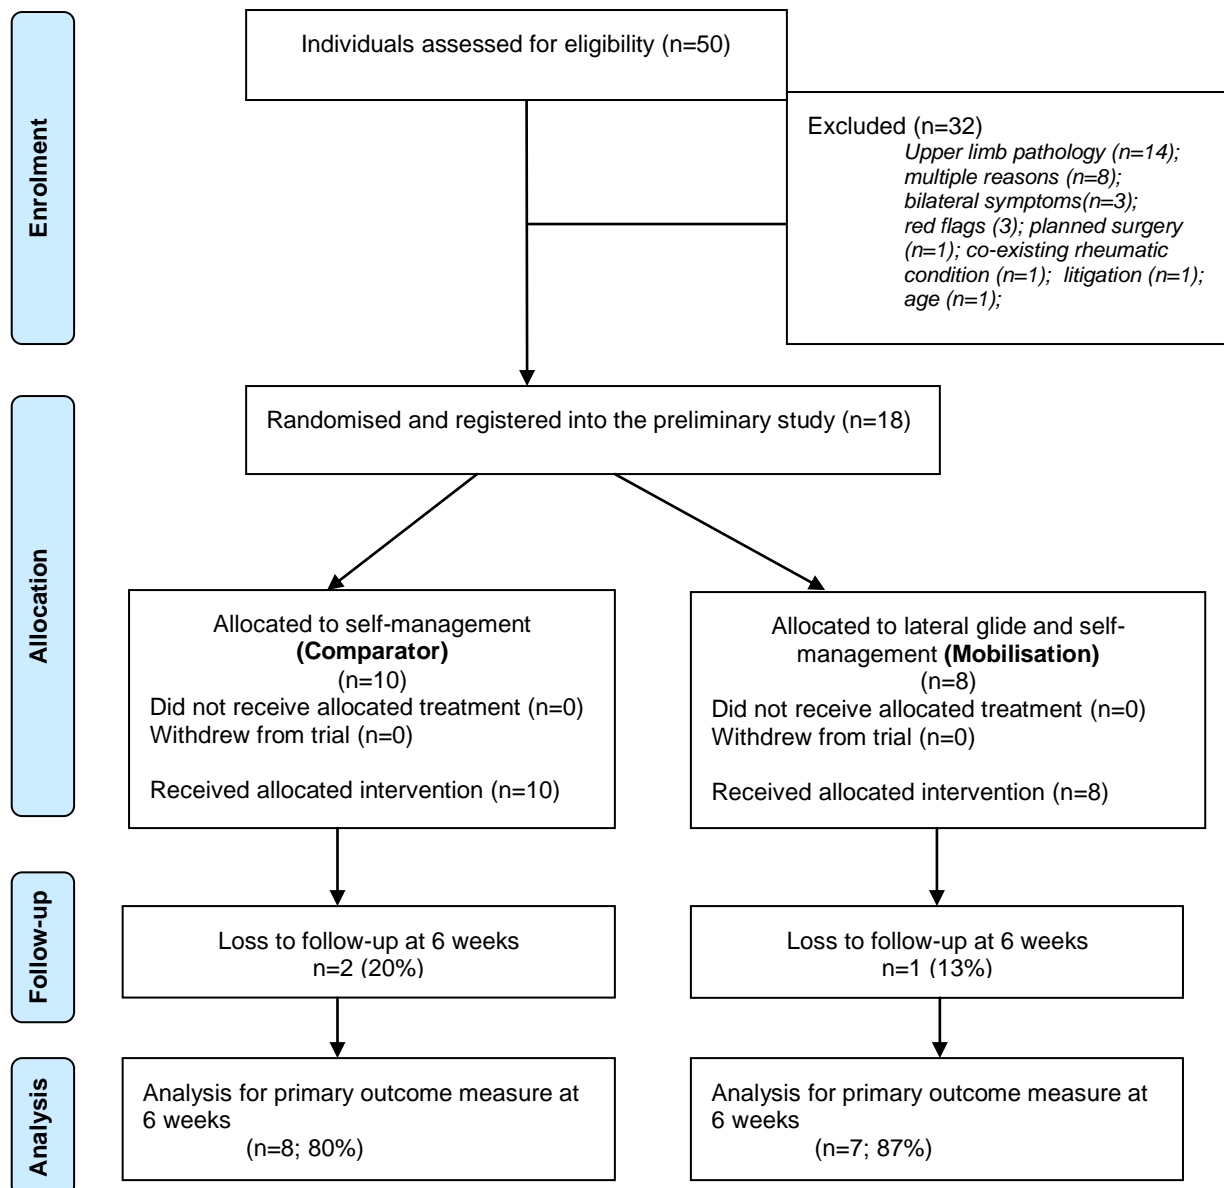 Enrolment
Individuals assessed for eligibility (n=50)
Excluded (n=32)
Upper limb pathology (n=14);
multiple reasons (n=8);
bilateral symptoms(n=3);
red flags (3); planned surgery
(n=1); co-existing rheumatic
condition (n=1); litigation (n=1);
age (n=1);
Allocation
Randomised and registered into the preliminary study (n=18)
Allocated to self-management
(Comparator)
(n=10)
Did not receive allocated treatment (n=0)
Withdrew from trial (n=0)
Received allocated intervention (n=10)
Allocated to lateral glide and self-
management (Mobilisation)
(n=8)
Did not receive allocated treatment (n=0)
Withdrew from trial (n=0)
Received allocated intervention (n=8)
Follow-up
Loss to follow-up at 6 weeks
n=2 (20%)
Loss to follow-up at 6 weeks
n=1 (13%)
Analysis
Analysis for primary outcome measure at
6 weeks
(n=8; 80%)
Analysis for primary outcome measure at
6 weeks
(n=7; 87%)